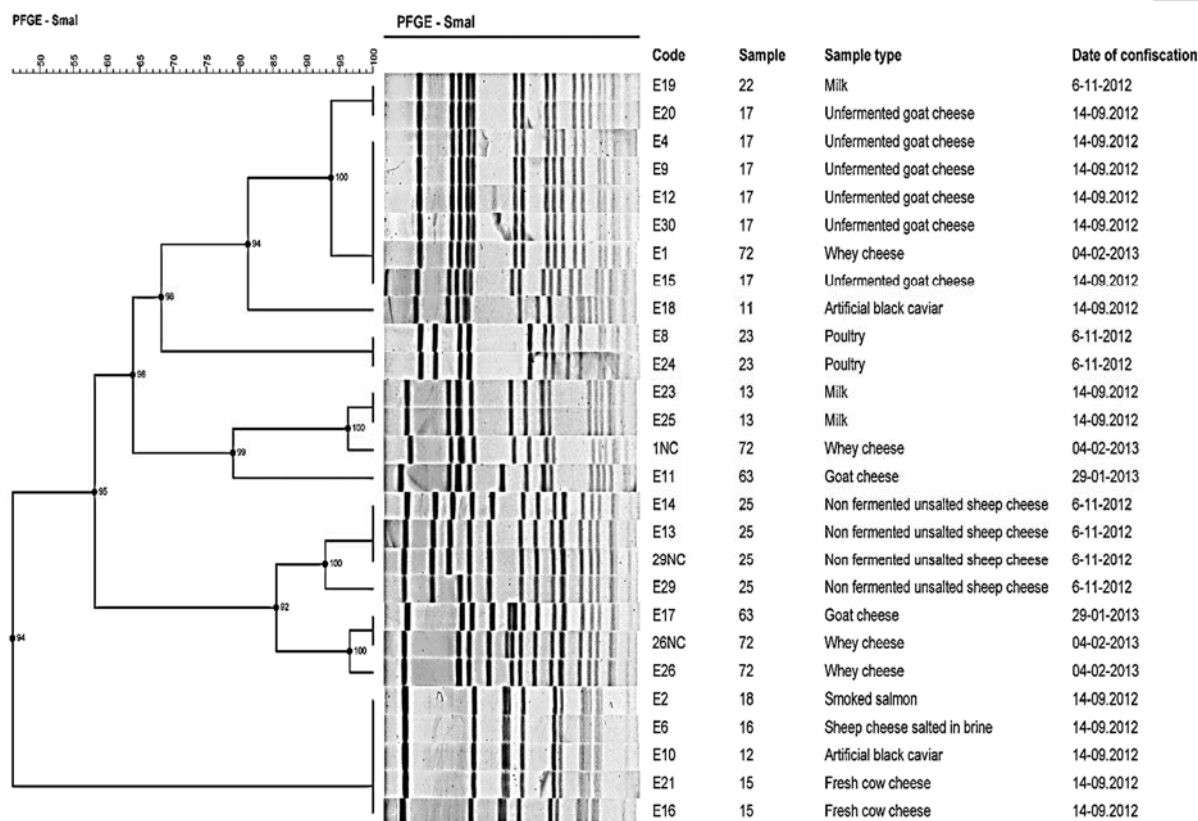 PFGE - SmaI
PFGE - SmaI
50 55 60 65 70 75 80 85 90 95 100
Code Sample Sample type Date of confiscation
E19 22 Milk 6-11-2012
E20 17 Unfermented goat cheese 14-09.2012
E4 17 Unfermented goat cheese 14-09.2012
E9 17 Unfermented goat cheese 14-09.2012
E12 17 Unfermented goat cheese 14-09.2012
E30 17 Unfermented goat cheese 14-09.2012
E1 72 Whey cheese 04-02-2013
E15 17 Unfermented goat cheese 14-09.2012
E18 11 Artificial black caviar 14-09.2012
E8 23 Poultry 6-11-2012
E24 23 Poultry 6-11-2012
E23 13 Milk 14-09.2012
E25 13 Milk 14-09.2012
1NC 72 Whey cheese 04-02-2013
E11 63 Goat cheese 29-01-2013
E14 25 Non fermented unsalted sheep cheese 6-11-2012
E13 25 Non fermented unsalted sheep cheese 6-11-2012
29NC 25 Non fermented unsalted sheep cheese 6-11-2012
E29 25 Non fermented unsalted sheep cheese 6-11-2012
E17 63 Goat cheese 29-01-2013
26NC 72 Whey cheese 04-02-2013
E26 72 Whey cheese 04-02-2013
E2 18 Smoked salmon 14-09.2012
E6 16 Sheep cheese salted in brine 14-09.2012
E10 12 Artificial black caviar 14-09.2012
E21 15 Fresh cow cheese 14-09.2012
E16 15 Fresh cow cheese 14-09.2012
100
94
98
98
100
99
95
100
92
94
100